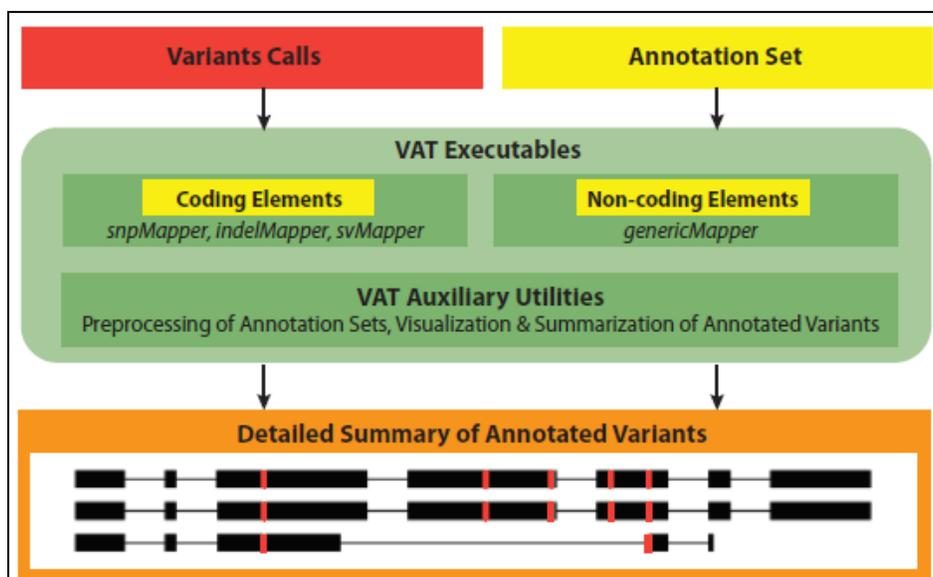 Variants Calls
Annotation Set
VAT Executables
Coding Elements
snpMapper, indelMapper, svMapper
Non-coding Elements
genericMapper
VAT Auxiliary Utilities
Preprocessing of Annotation Sets, Visualization & Summarization of Annotated Variants
Detailed Summary of Annotated Variants